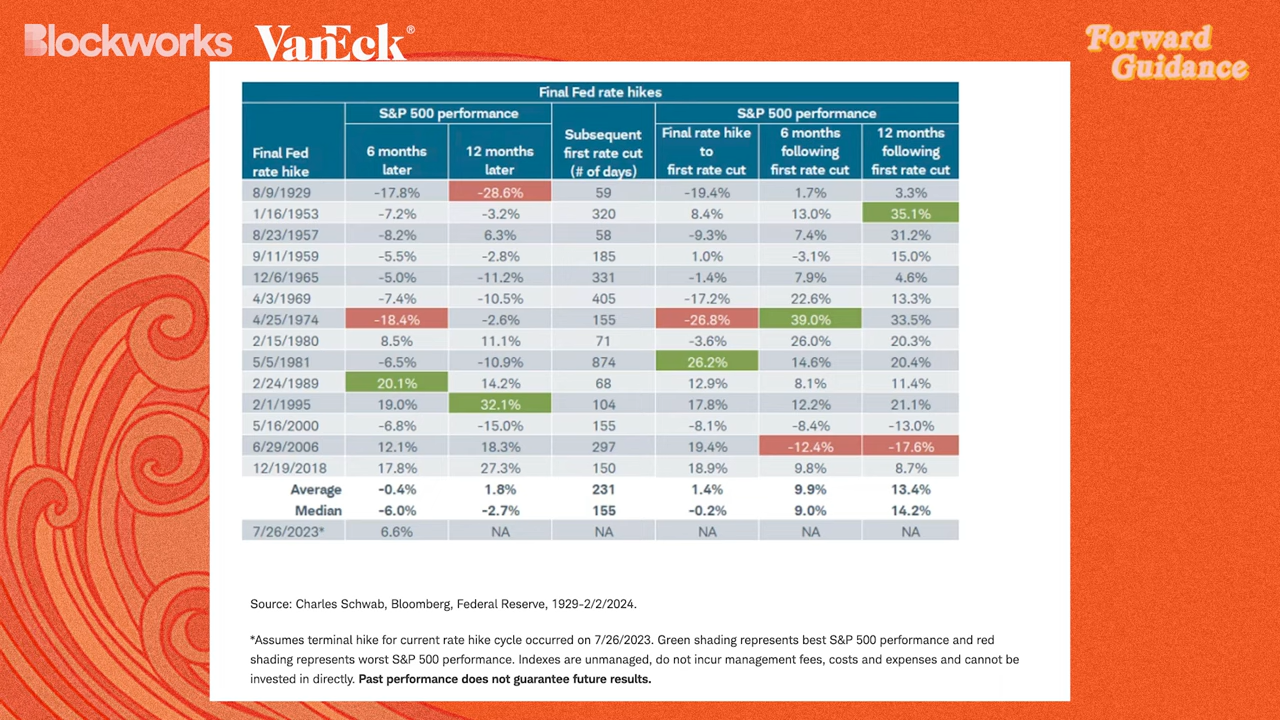 Blockworks VanEck®
Forward
Guidance
Final Fed rate hikes
S&P 500 performance S&P 500 performance
Final Fed rate hike 6 months later 12 months later Subsequent first rate cut (# of days) Final rate hike to first rate cut 6 months following first rate cut 12 months following first rate cut
8/9/1929 -17.8% -28.6% 59 -19.4% 1.7% 3.3%
1/16/1953 -7.2% -3.2% 320 8.4% 13.0% 35.1%
8/23/1957 -8.2% 6.3% 58 -9.3% 7.4% 31.2%
9/11/1959 -5.5% -2.8% 185 1.0% -3.1% 15.0%
12/6/1965 -5.0% -11.2% 331 -1.4% 7.9% 4.6%
4/3/1969 -7.4% -10.5% 405 -17.2% 22.6% 13.3%
4/25/1974 -18.4% -2.6% 155 -26.8% 39.0% 33.5%
2/15/1980 8.5% 11.1% 71 -3.6% 26.0% 20.3%
5/5/1981 -6.5% -10.9% 874 26.2% 14.6% 20.4%
2/24/1989 20.1% 14.2% 68 12.9% 8.1% 11.4%
2/1/1995 19.0% 32.1% 104 17.8% 12.2% 21.1%
5/16/2000 -6.8% -15.0% 155 -8.1% -8.4% -13.0%
6/29/2006 12.1% 18.3% 297 19.4% -12.4% -17.6%
12/19/2018 17.8% 27.3% 150 18.9% 9.8% 8.7%
Average -0.4% 1.8% 231 1.4% 9.9% 13.4%
Median -6.0% -2.7% 155 -0.2% 9.0% 14.2%
7/26/2023* 6.6% NA NA NA NA NA
Source: Charles Schwab, Bloomberg, Federal Reserve, 1929-2/2/2024.
*Assumes terminal hike for current rate hike cycle occurred on 7/26/2023. Green shading represents best S&P 500 performance and red
shading represents worst S&P 500 performance. Indexes are unmanaged, do not incur management fees, costs and expenses and cannot be
invested in directly. Past performance does not guarantee future results.